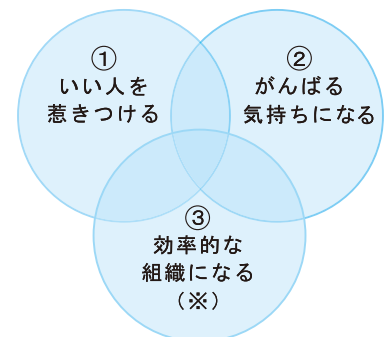 ①
いい人を
惹きつける
②
がんばる
気持ちになる
③
効率的な
組織になる
（※）